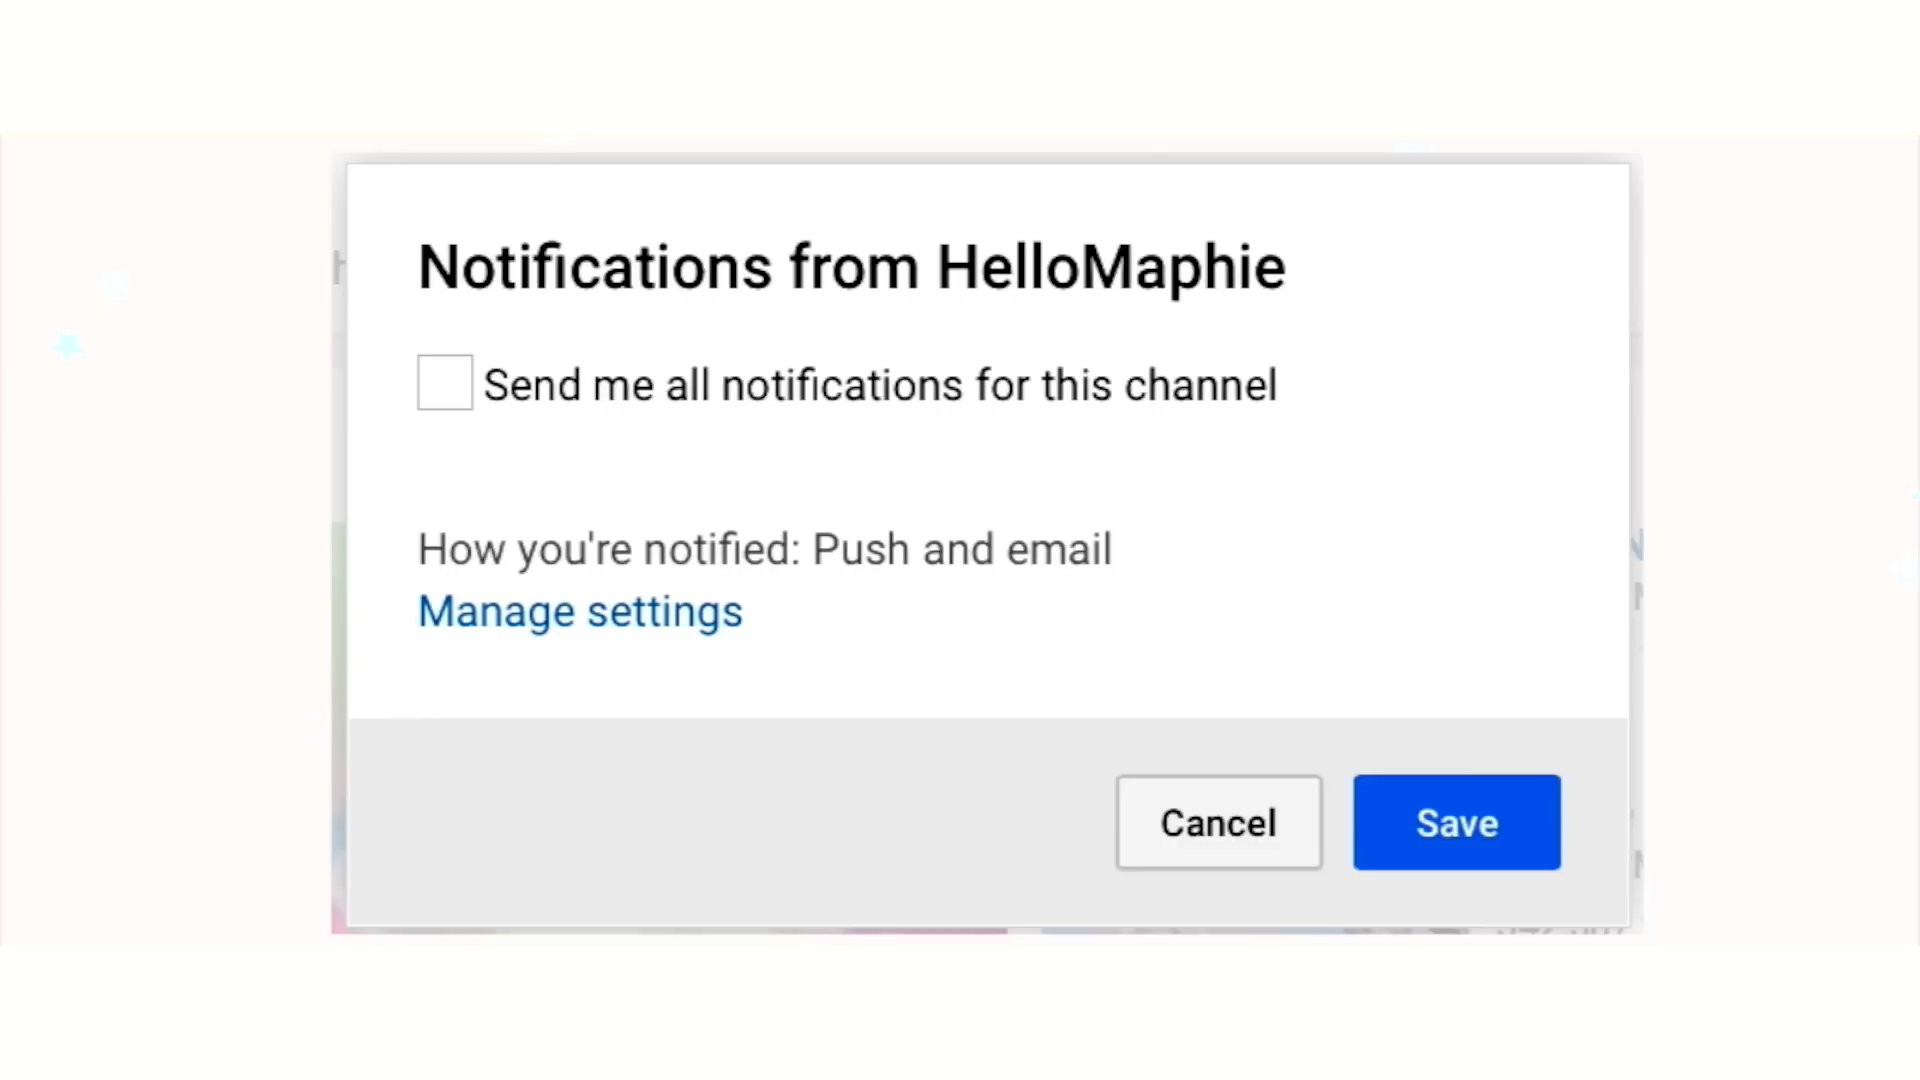 Notifications from HelloMaphie
Send me all notifications for this channel
How you're notified: Push and email
Manage settings
Cancel
Save